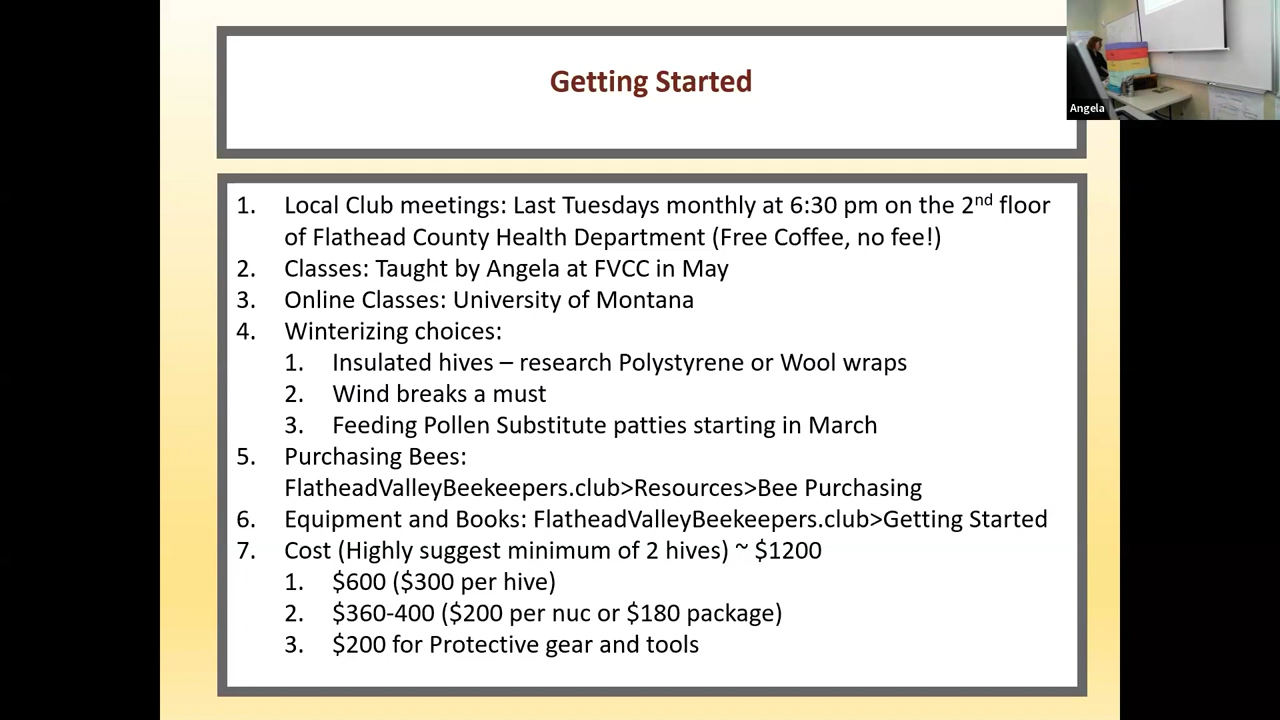 Getting Started
Angela
1. Local Club meetings: Last Tuesdays monthly at 6:30 pm on the 2nd floor
of Flathead County Health Department (Free Coffee, no fee!)
2. Classes: Taught by Angela at FVCC in May
3. Online Classes: University of Montana
4. Winterizing choices:
1. Insulated hives – research Polystyrene or Wool wraps
2. Wind breaks a must
3. Feeding Pollen Substitute patties starting in March
5. Purchasing Bees:
FlatheadValleyBeekeepers.club>Resources>Bee Purchasing
6. Equipment and Books: FlatheadValleyBeekeepers.club>Getting Started
7. Cost (Highly suggest minimum of 2 hives) ~ $1200
1. $600 ($300 per hive)
2. $360-400 ($200 per nuc or $180 package)
3. $200 for Protective gear and tools